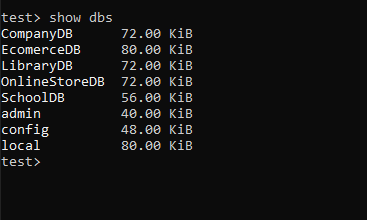 test> show dbs
CompanyDB      72.00 KiB
EcomerceDB     80.00 KiB
LibraryDB      72.00 KiB
OnlineStoreDB  72.00 KiB
SchoolDB       56.00 KiB
admin          40.00 KiB
config         48.00 KiB
local          80.00 KiB
test>